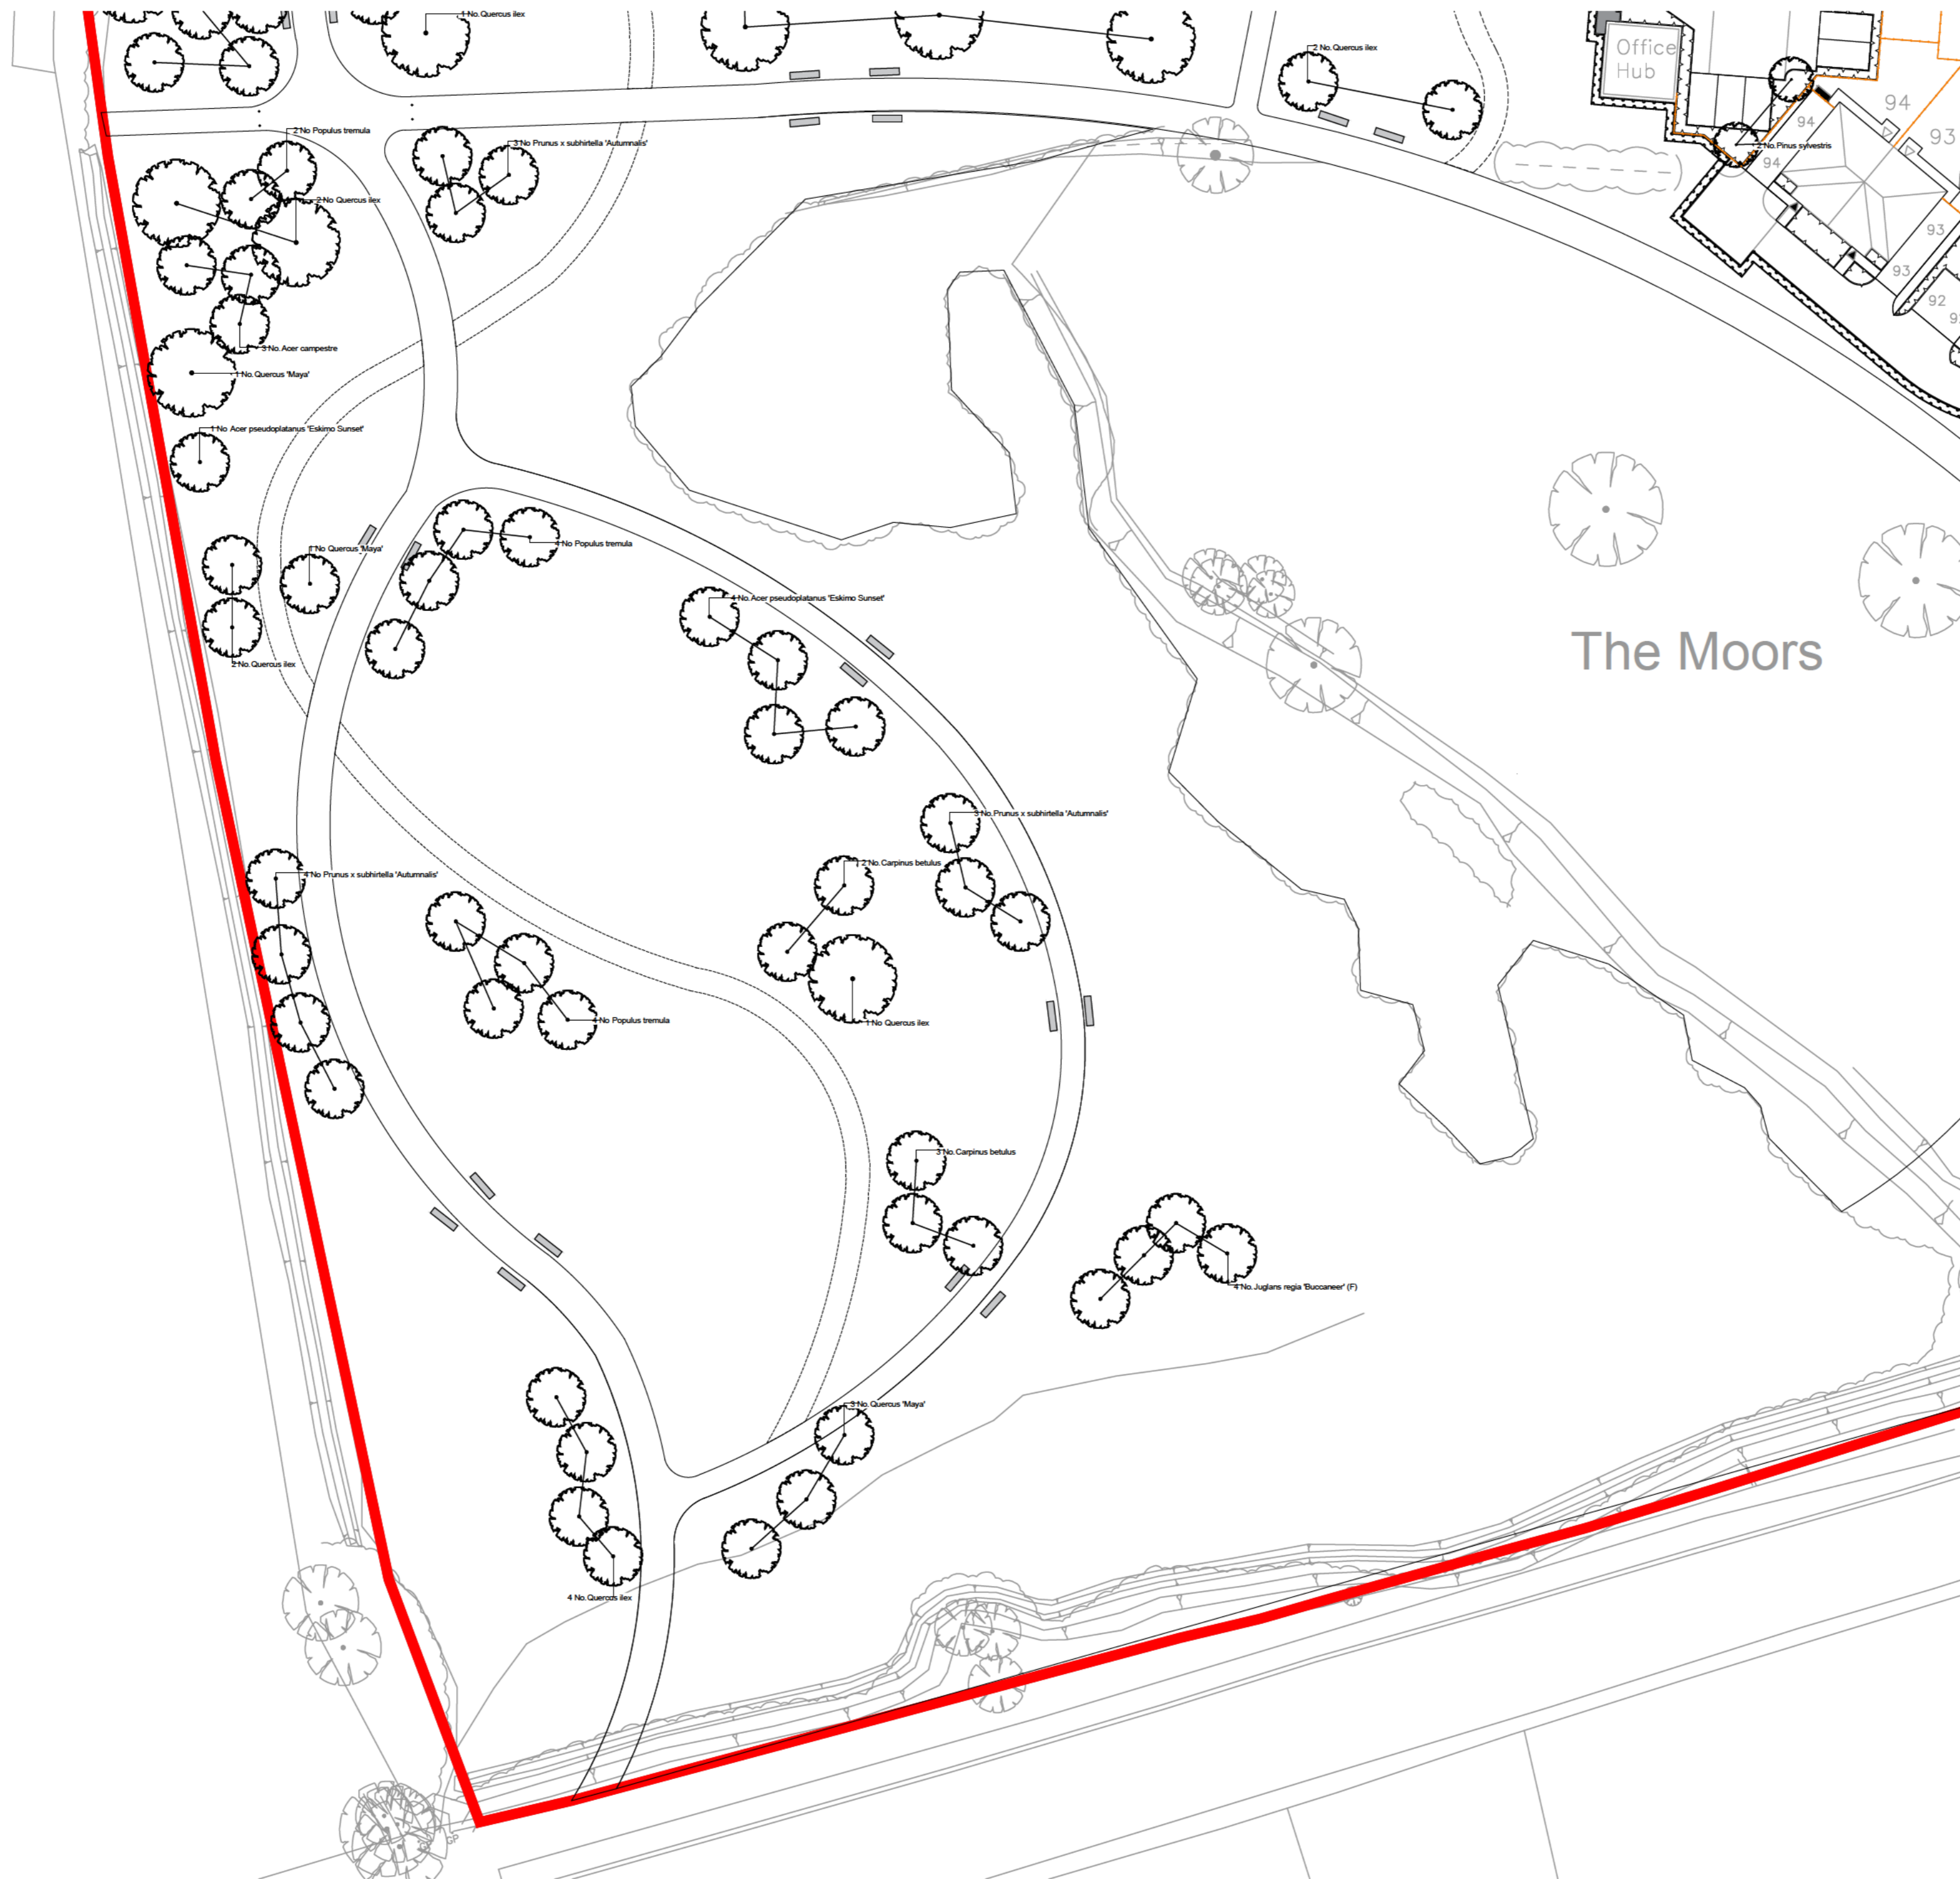 1 No. Quercus ilex
2 No. Quercus ilex
Office
Hub
94
94
93
2 No. Pinus sylvestris
94
2 No Populus tremula
3 No Prunus x subhirtella 'Autumnalis'
2 No Quercus ilex
93
93
92
3 No. Acer campestre
1 No. Quercus 'Maya'
1 No Acer pseudoplatanus 'Eskimo Sunset'
4 No Populus tremula
1 No Quercus 'Maya'
4 No. Acer pseudoplatanus 'Eskimo Sunset'
The Moors
2 No. Quercus ilex
3 No. Prunus x subhirtella 'Autumnalis'
2 No. Carpinus betulus
4 No Prunus x subhirtella 'Autumnalis'
4 No Populus tremula
1 No Quercus ilex
3 No. Carpinus betulus
4 No. Juglans regia 'Buccaneer' (F)
3 No. Quercus 'Maya'
4 No. Quercus ilex
GP